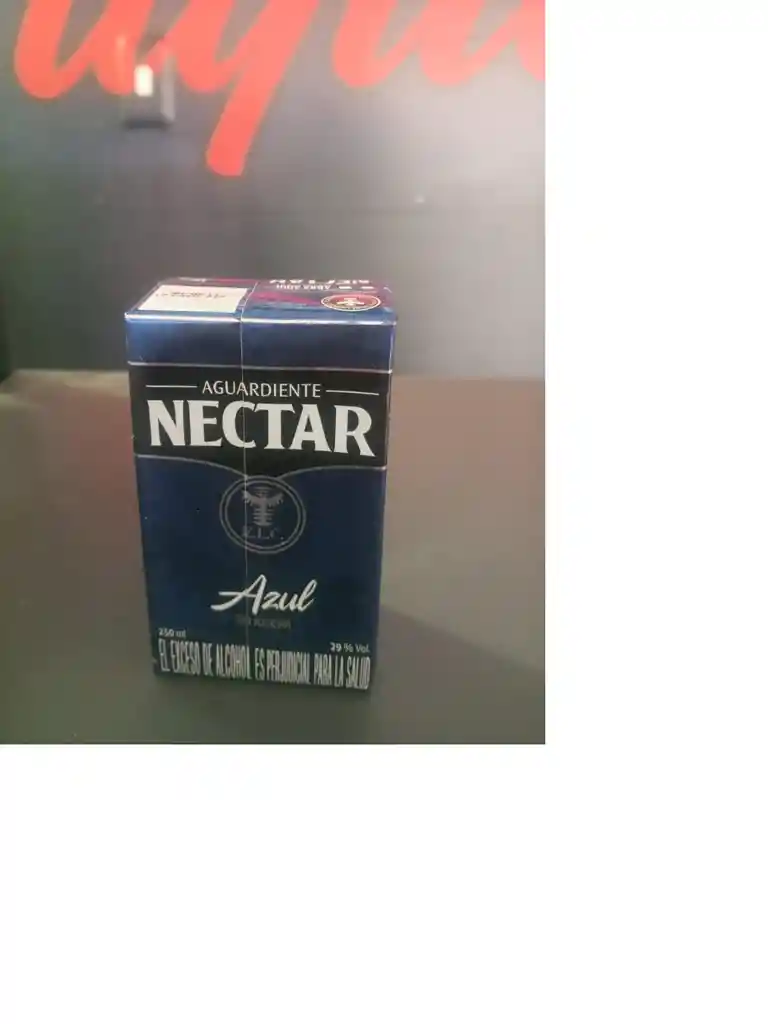 AGUARDIENTE
NECTAR
E.L.C.
Azul
250 ml
29 % Vol.
EL EXCESO DE ALCOHOL ES PERJUDICIAL PARA LA SALUD